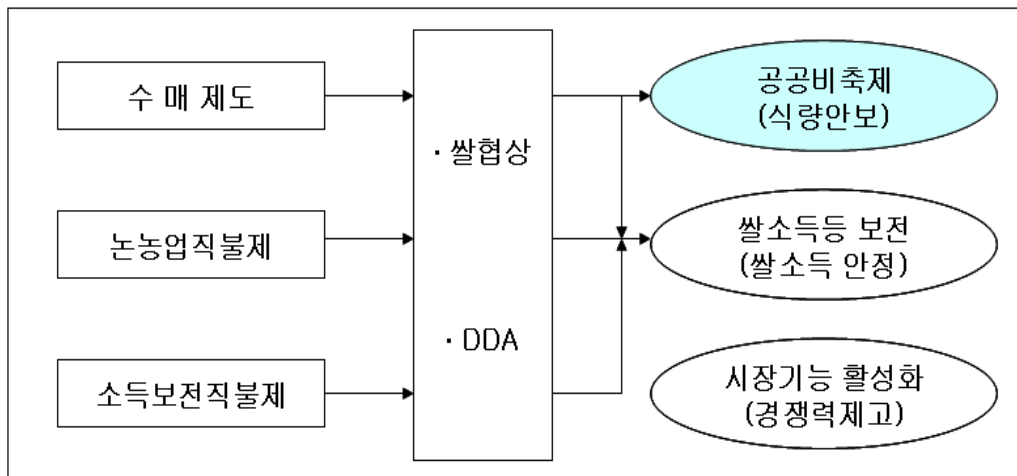 수 매 제도
논농업직불제
소득보전직불제
· 쌀협상
· DDA
공공비축제
(식량안보)
쌀소득등 보전
(쌀소득 안정)
시장기능 활성화
(경쟁력제고)